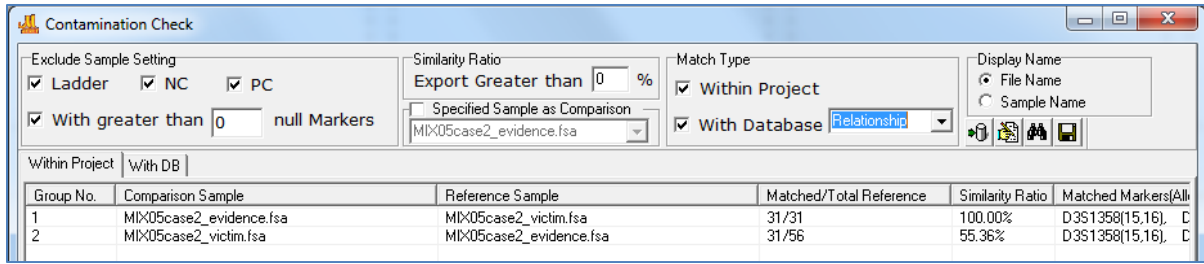 Contamination Check
Exclude Sample Setting
Ladder NC PC
With greater than 0 null Markers
Similarity Ratio
Export Greater than 0 %
Specified Sample as Comparison
MIX05case2_evidence.fsa
Match Type
Within Project
With Database Relationship
Display Name
File Name
Sample Name
Within Project With DB
Group No. Comparison Sample Reference Sample Matched/Total Reference Similarity Ratio Matched Markers(All
1 MIX05case2_evidence.fsa MIX05case2_victim.fsa 31/31 100.00% D3S1358(15,16),
2 MIX05case2_victim.fsa MIX05case2_evidence.fsa 31/56 55.36% D3S1358(15,16),